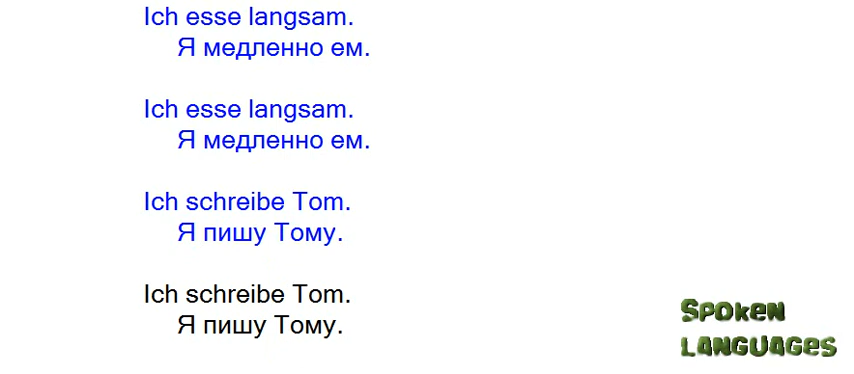 Ich esse langsam.
Я медленно ем.
Ich esse langsam.
Я медленно ем.
Ich schreibe Tom.
Я пишу Тому.
Ich schreibe Tom.
Я пишу Тому.
Spoken
Languages